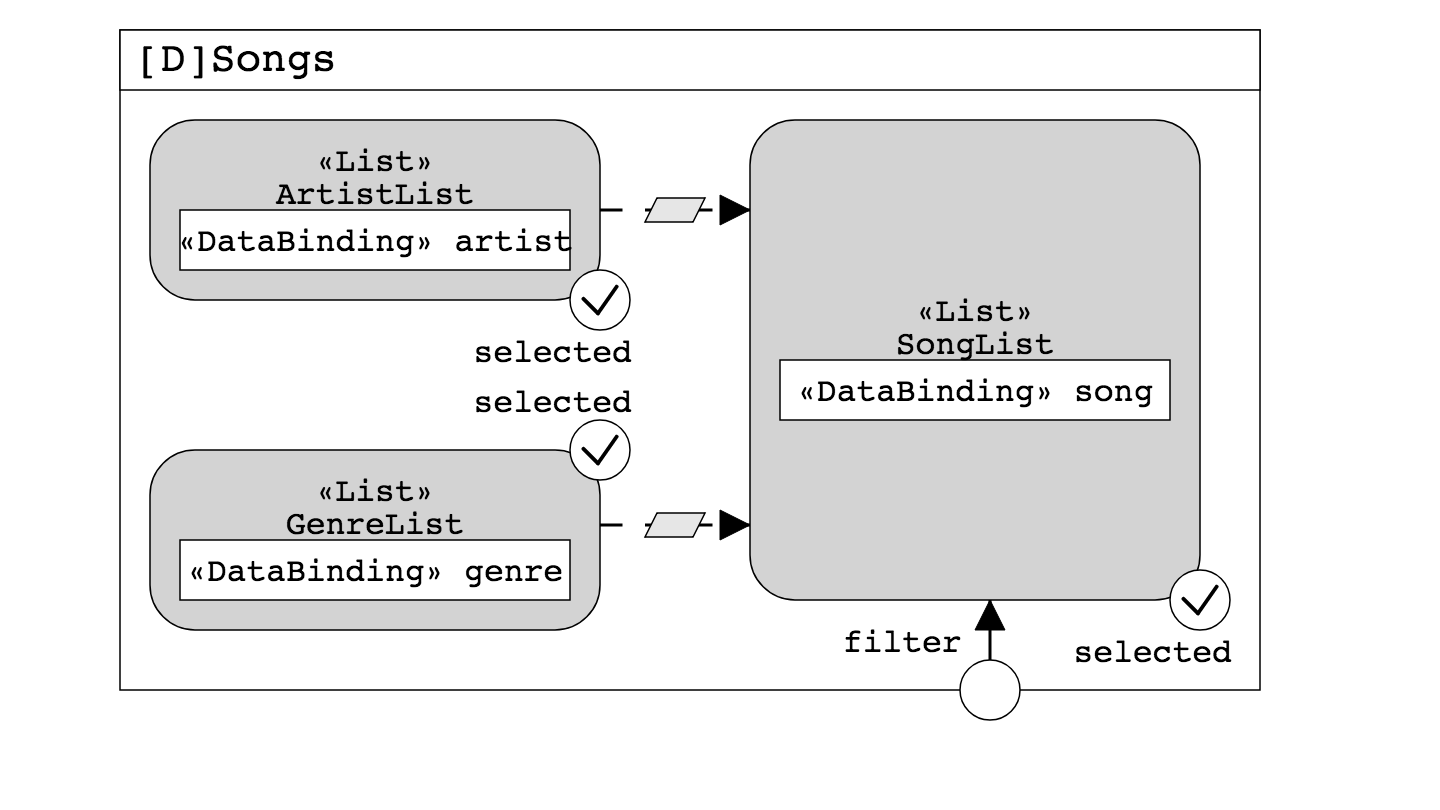 [D]Songs
«List»
ArtistList
«DataBinding» artist
selected
selected
«List»
GenreList
«DataBinding» genre
«List»
SongList
«DataBinding» song
filter
selected